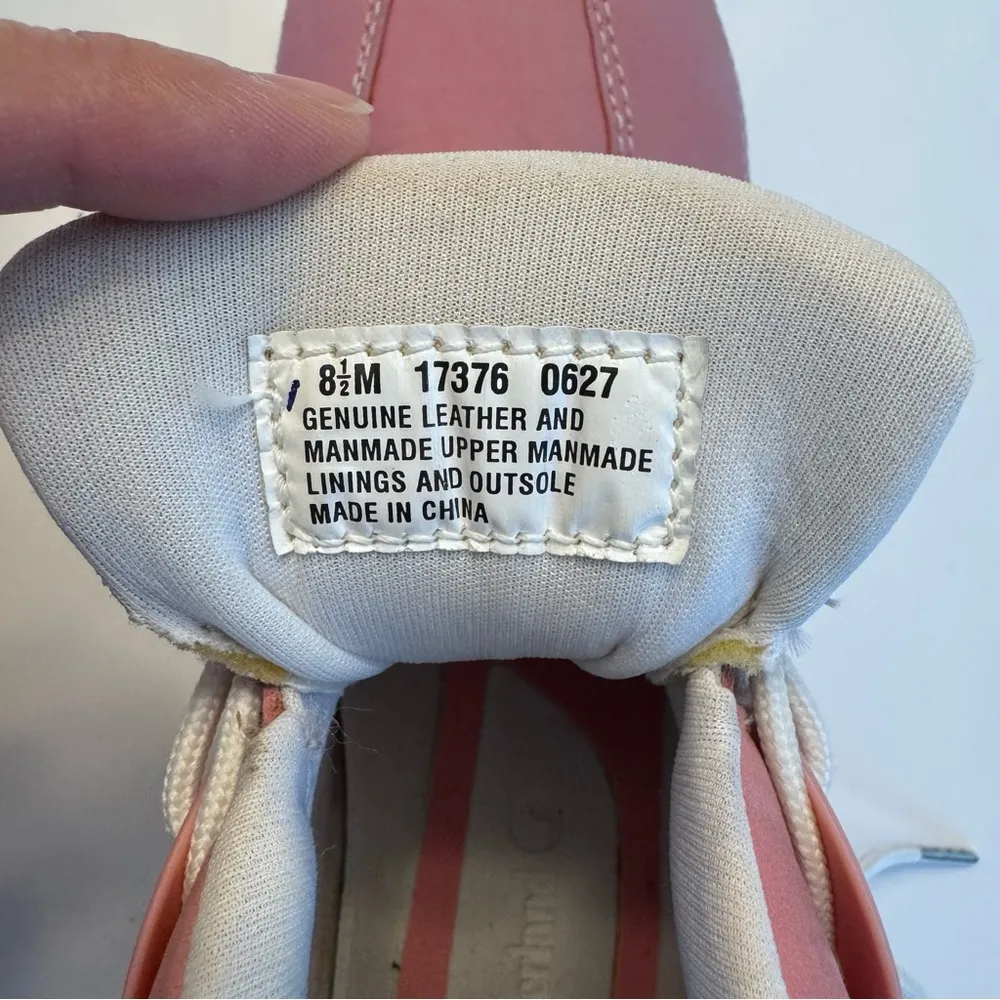 8½M 17376 0627
GENUINE LEATHER AND
MANMADE UPPER MANMADE
LININGS AND OUTSOLE
MADE IN CHINA